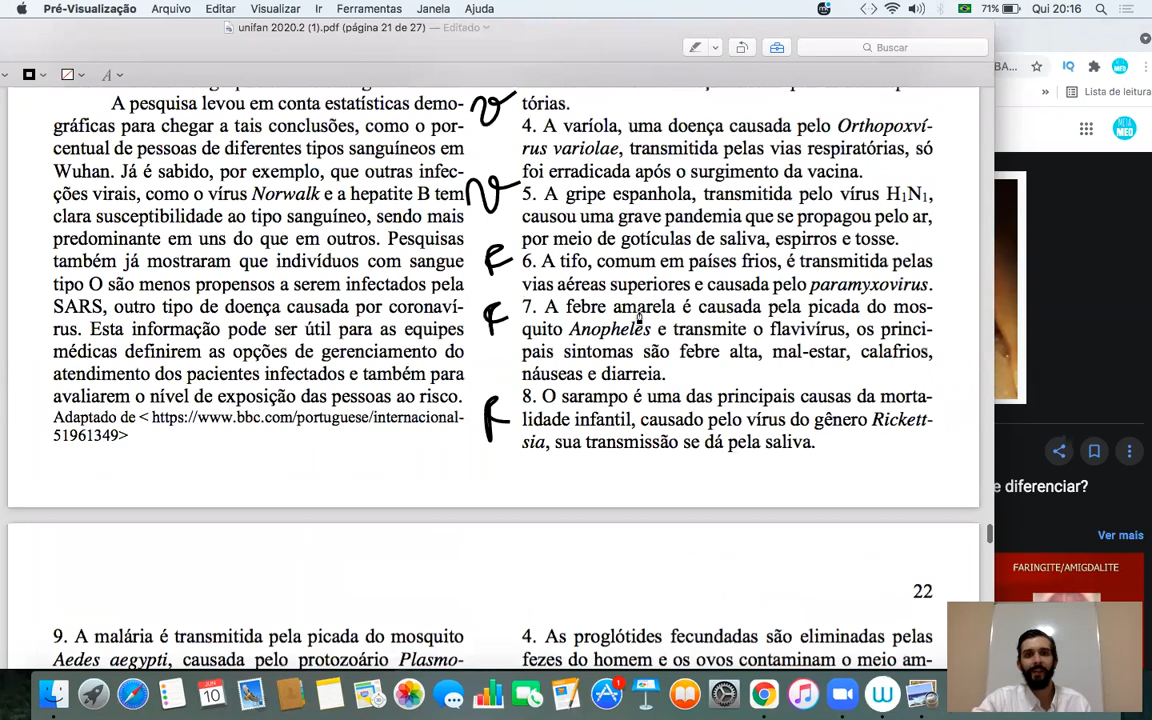 Pré-Visualização Arquivo Editar Visualizar Ir Ferramentas Janela Ajuda 71% Qui 20:16
unifan 2020.2 (1).pdf (página 21 de 27) — Editado
Buscar
A pesquisa levou em conta estatísticas demo-
gráficas para chegar a tais conclusões, como o por-
centual de pessoas de diferentes tipos sanguíneos em
Wuhan. Já é sabido, por exemplo, que outras infec-
ções virais, como o vírus Norwalk e a hepatite B tem
clara susceptibilidade ao tipo sanguíneo, sendo mais
predominante em uns do que em outros. Pesquisas
também já mostraram que indivíduos com sangue
tipo O são menos propensos a serem infectados pela
SARS, outro tipo de doença causada por coronaví-
rus. Esta informação pode ser útil para as equipes
médicas definirem as opções de gerenciamento do
atendimento dos pacientes infectados e também para
avaliarem o nível de exposição das pessoas ao risco.
Adaptado de < https://www.bbc.com/portuguese/internacional-
51961349>
V
V
F
F
F
tórias.
4. A varíola, uma doença causada pelo Orthopoxví-
rus variolae, transmitida pelas vias respiratórias, só
foi erradicada após o surgimento da vacina.
5. A gripe espanhola, transmitida pelo vírus H1N1,
causou uma grave pandemia que se propagou pelo ar,
por meio de gotículas de saliva, espirros e tosse.
6. A tifo, comum em países frios, é transmitida pelas
vias aéreas superiores e causada pelo paramyxovirus.
7. A febre amarela é causada pela picada do mos-
quito Anopheles e transmite o flavivírus, os princi-
pais sintomas são febre alta, mal-estar, calafrios,
náuseas e diarreia.
8. O sarampo é uma das principais causas da morta-
lidade infantil, causado pelo vírus do gênero Rickett-
sia, sua transmissão se dá pela saliva.
22
9. A malária é transmitida pela picada do mosquito
Aedes aegypti, causada pelo protozoário Plasmo-
4. As proglótides fecundadas são eliminadas pelas
fezes do homem e os ovos contaminam o meio am-
BA...
IQ
Lista de leitura
e diferenciar?
Ver mais
FARINGITE/AMIGDALITE
JUN
10
1